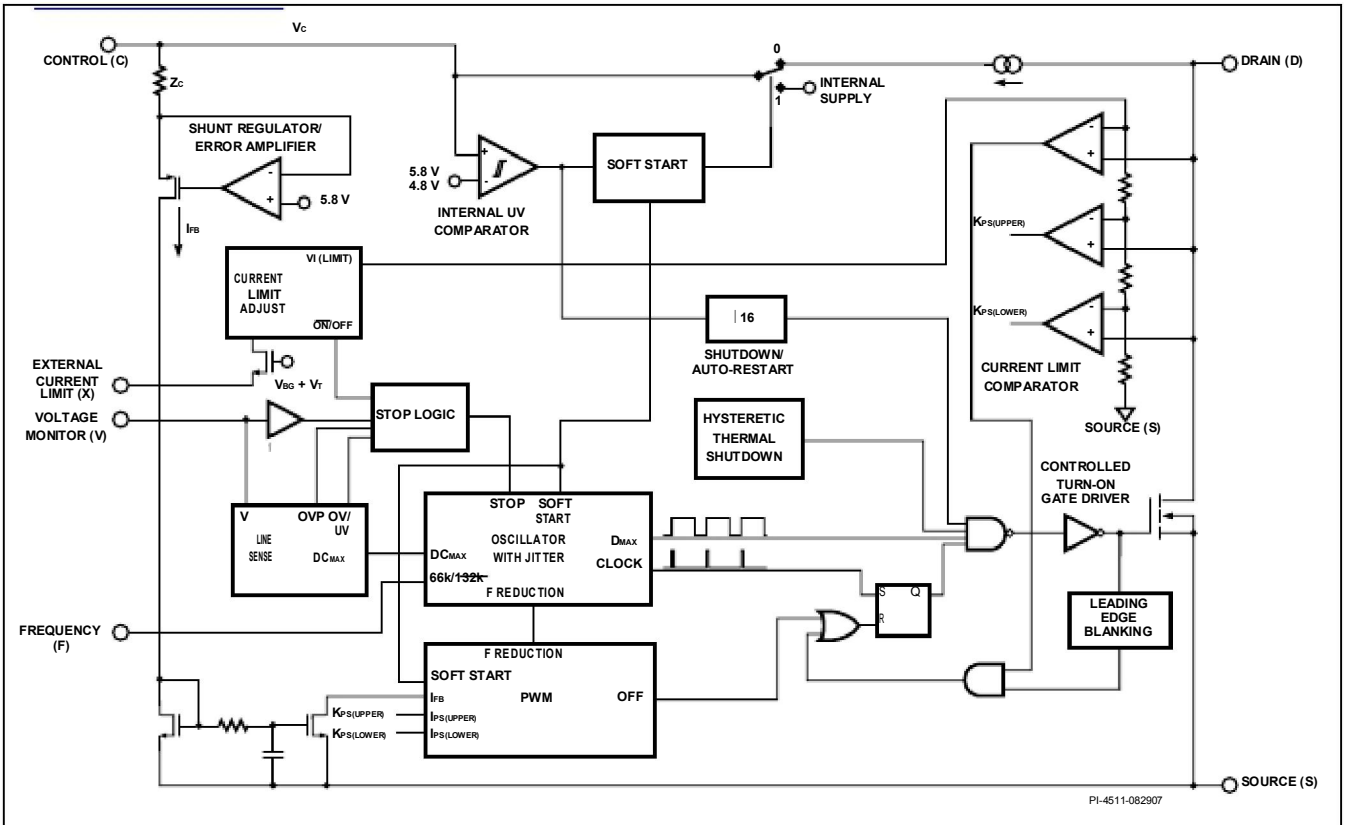 VC
0
CONTROL (C)
DRAIN (D)
ZC
INTERNAL
SUPPLY
1
SHUNT REGULATOR/
ERROR AMPLIFIER
-
+
5.8 V
IFB
+
-
5.8 V
4.8 V
INTERNAL UV
COMPARATOR
SOFT START
-
+
KPS(UPPER)
-
+
KPS(LOWER)
-
+
CURRENT LIMIT
COMPARATOR
SOURCE (S)
VI (LIMIT)
CURRENT
LIMIT
ADJUST
ON/OFF
16
SHUTDOWN/
AUTO-RESTART
EXTERNAL
CURRENT
LIMIT (X)
VBG + VT
VOLTAGE
MONITOR (V)
STOP LOGIC
HYSTERETIC
THERMAL
SHUTDOWN
CONTROLLED
TURN-ON
GATE DRIVER
V
OVP OV/
UV
LINE
SENSE
DCMAX
STOP SOFT
START
OSCILLATOR
WITH JITTER
DMAX
DCMAX
CLOCK
66k/132k
F REDUCTION
S
Q
R
LEADING
EDGE
BLANKING
FREQUENCY
(F)
F REDUCTION
SOFT START
IFB
PWM
OFF
KPS(UPPER)
IPS(UPPER)
KPS(LOWER)
IPS(LOWER)
SOURCE (S)
PI-4511-082907